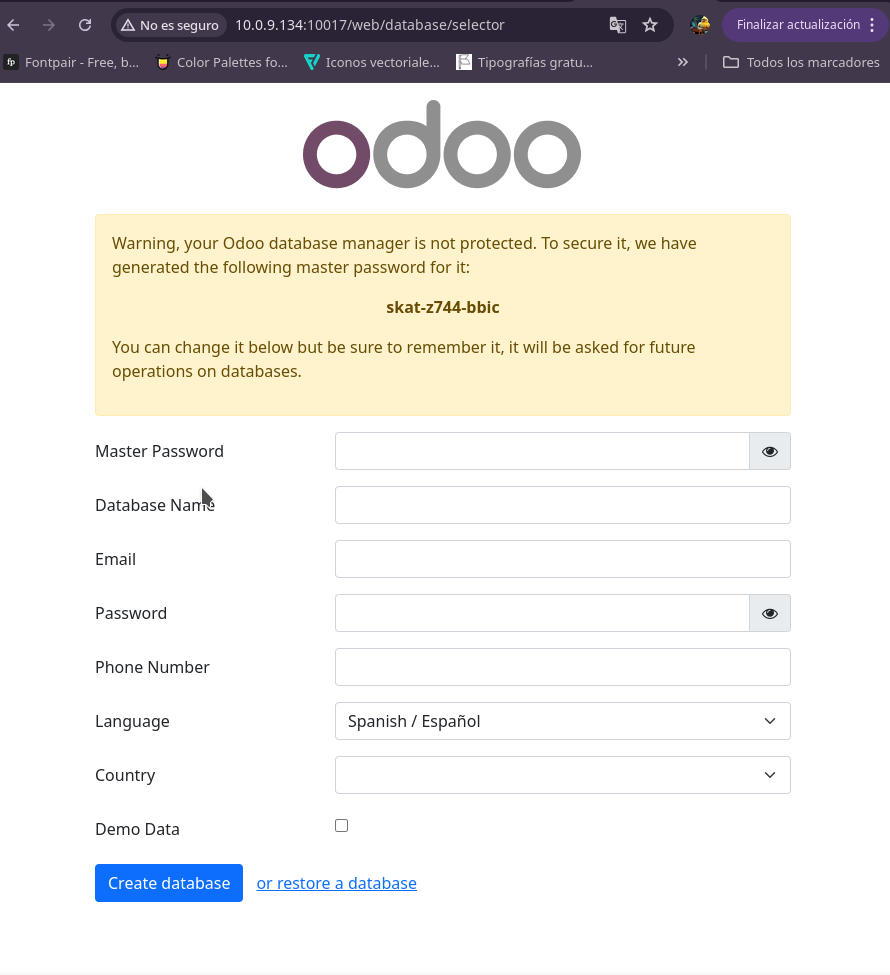 No es seguro
10.0.9.134:10017/web/database/selector
Finalizar actualización
fp
Fontpair - Free, b...
Color Palettes fo...
Iconos vectoriale...
Tipografías gratu...
»
Todos los marcadores
odoo
Warning, your Odoo database manager is not protected. To secure it, we have
generated the following master password for it:
skat-z744-bbic
You can change it below but be sure to remember it, it will be asked for future
operations on databases.
Master Password
Database Name
Email
Password
Phone Number
Language
Spanish / Español
Country
Demo Data
Create database
or restore a database